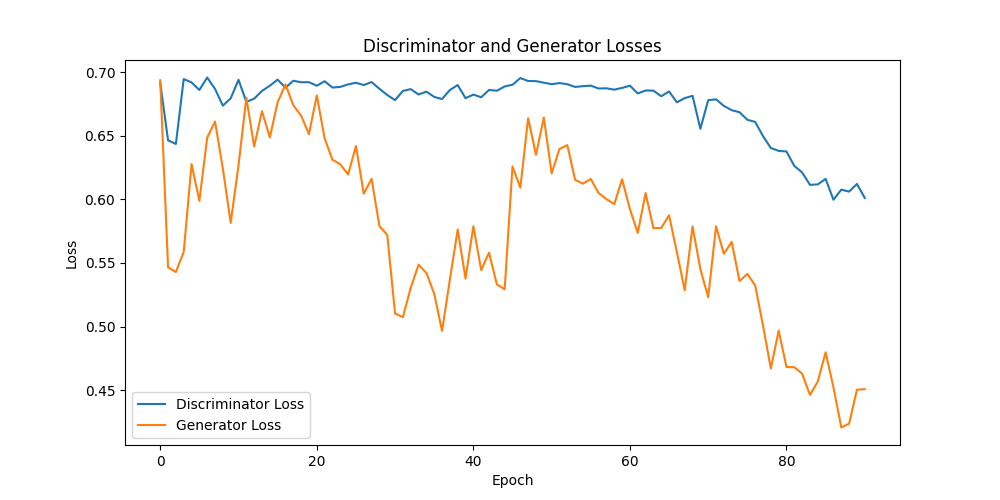 Discriminator and Generator Losses
Loss
0.70
0.65
0.60
0.55
0.50
0.45
Discriminator Loss
Generator Loss
0 20 40 60 80
Epoch